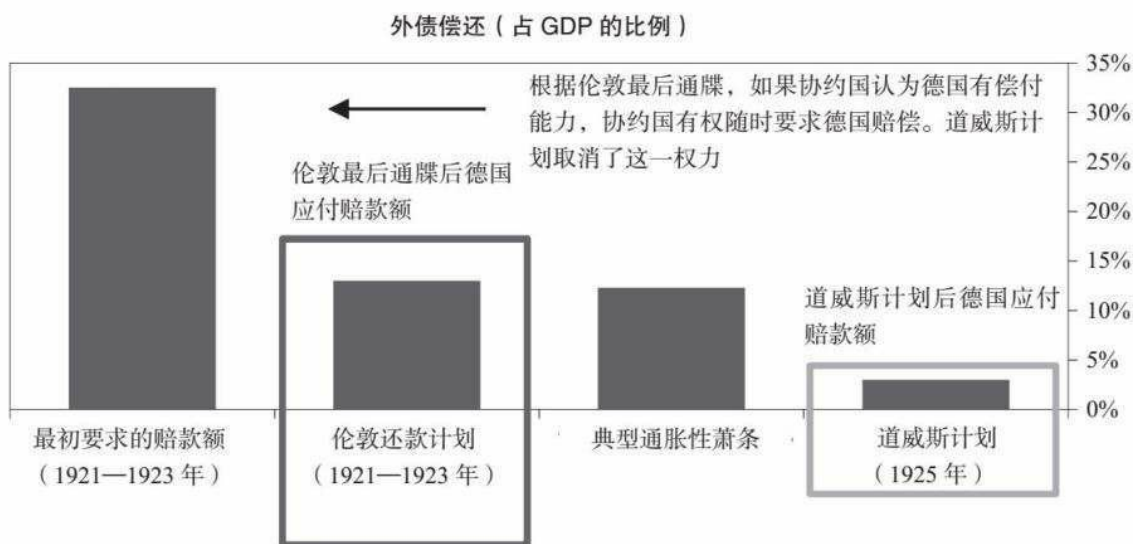 外债偿还（占 GDP 的比例）
根据伦敦最后通牒，如果协约国认为德国有偿付
能力，协约国有权随时要求德国赔偿。道威斯计
划取消了这一权力
伦敦最后通牒后德国
应付赔款额
道威斯计划后德国应付
赔款额
35%
30%
25%
20%
15%
10%
5%
0%
最初要求的赔款额
（1921—1923 年）
伦敦还款计划
（1921—1923 年）
典型通胀性萧条
道威斯计划
（1925 年）